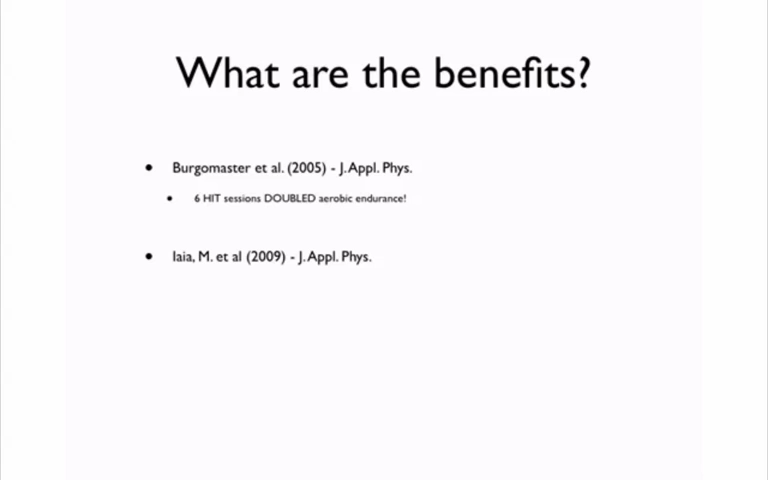 What are the benefits?
• Burgomaster et al. (2005) - J. Appl. Phys.
• 6 HIT sessions DOUBLED aerobic endurance!
• Iaia, M. et al (2009) - J. Appl. Phys.